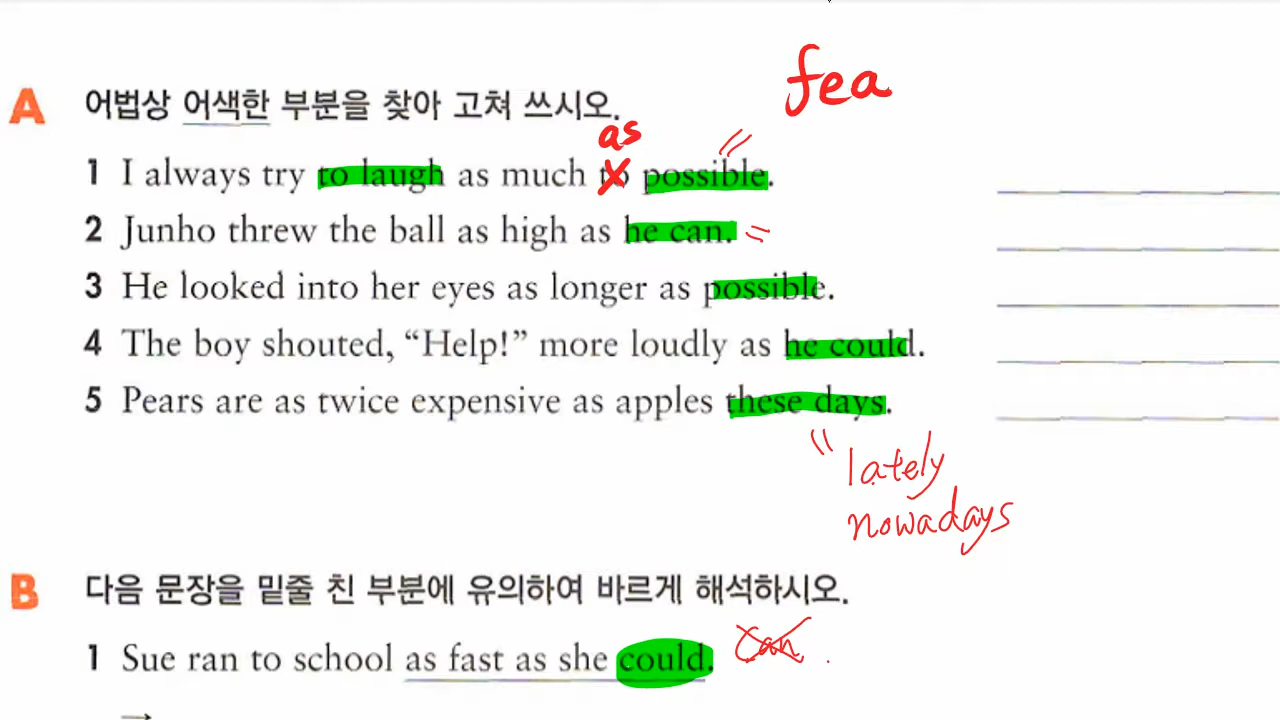 fea
A 어법상 어색한 부분을 찾아 고쳐 쓰시오.
as
1 I always try to laugh as much to possible.
2 Junho threw the ball as high as he can.
3 He looked into her eyes as longer as possible.
4 The boy shouted, “Help!” more loudly as he could.
5 Pears are as twice expensive as apples these days.
lately
nowadays
B 다음 문장을 밑줄 친 부분에 유의하여 바르게 해석하시오.
1 Sue ran to school as fast as she could. can
→